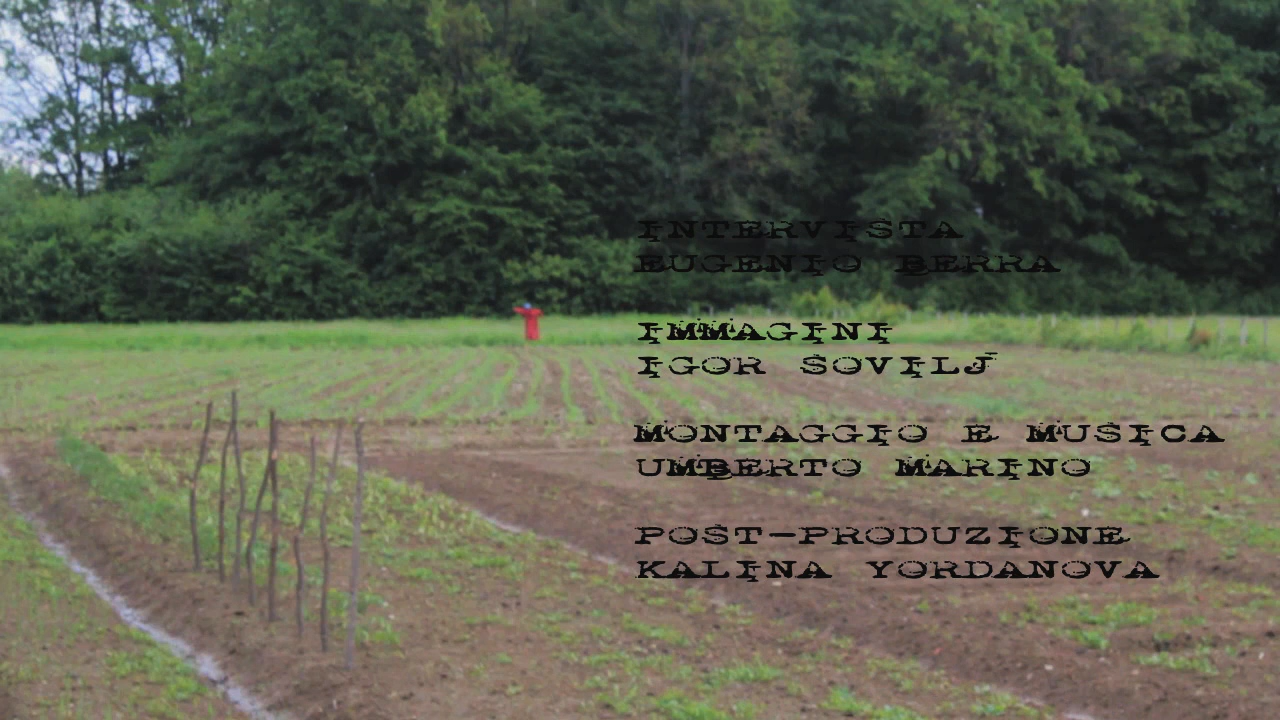 INTERVISTA
EUGENIO BERRA
IMMAGINI
IGOR SOVILJ
MONTAGGIO E MUSICA
UMBERTO MARINO
POST-PRODUZIONE
KALINA YORDANOVA